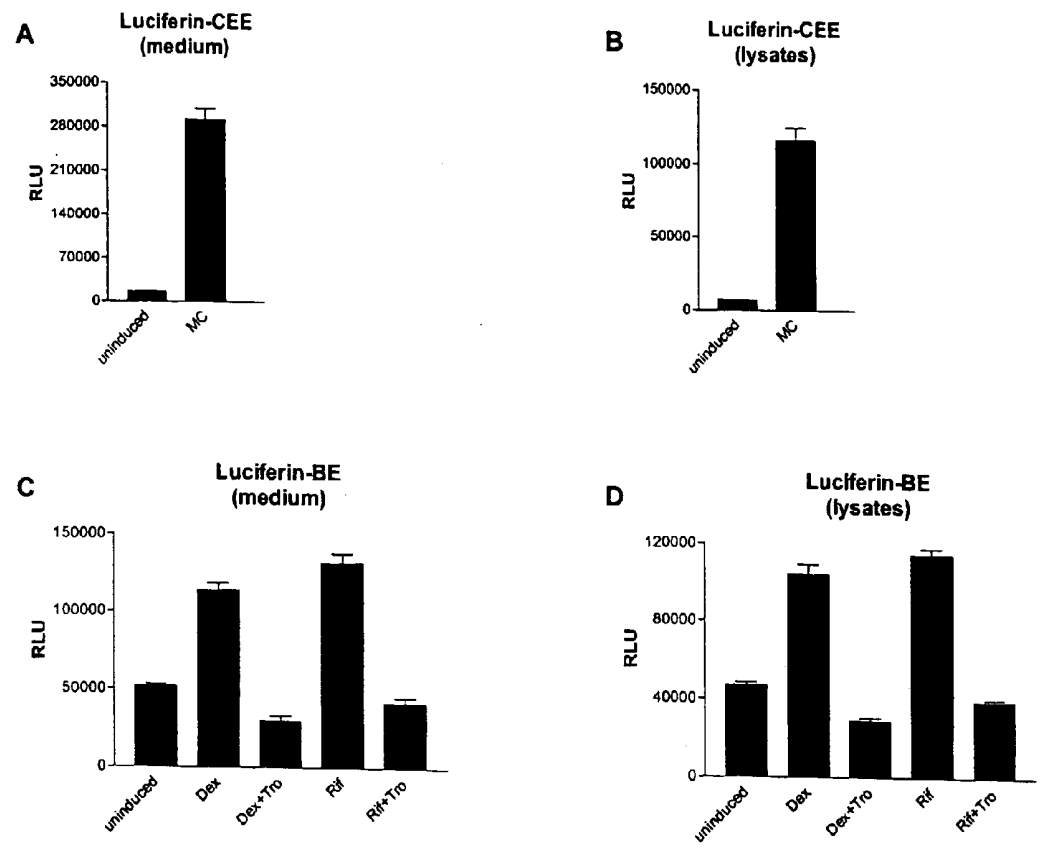 A
Luciferin-CEE
(medium)
350000
280000
210000
140000
70000
0
RLU
uninduced
MC
B
Luciferin-CEE
(lysates)
150000
100000
50000
0
RLU
uninduced
MC
C
Luciferin-BE
(medium)
150000
100000
50000
0
RLU
uninduced
Dex
Dex+Tro
Rif
Rif+Tro
D
Luciferin-BE
(lysates)
120000
80000
40000
0
RLU
uninduced
Dex
Dex+Tro
Rif
Rif+Tro